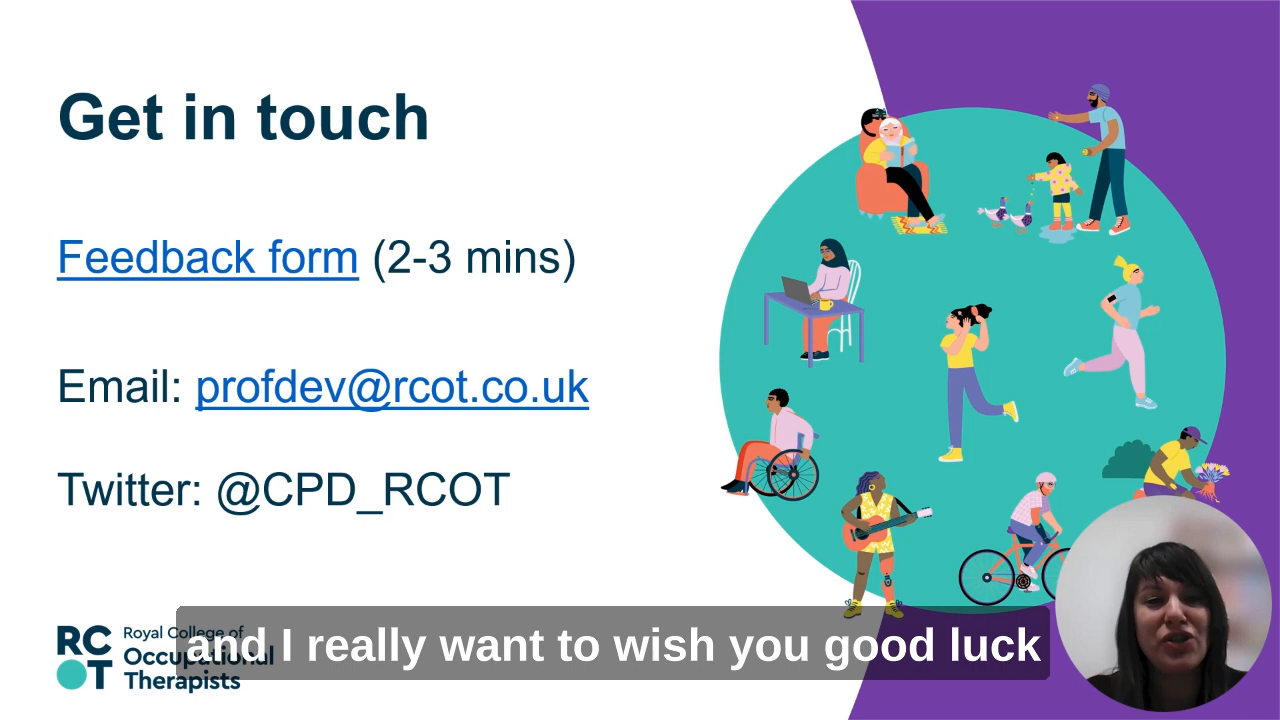 Get in touch
Feedback form (2-3 mins)
Email: profdev@rcot.co.uk
Twitter: @CPD_RCOT
RC
OT
Royal College of
Occupational
Therapists
and I really want to wish you good luck